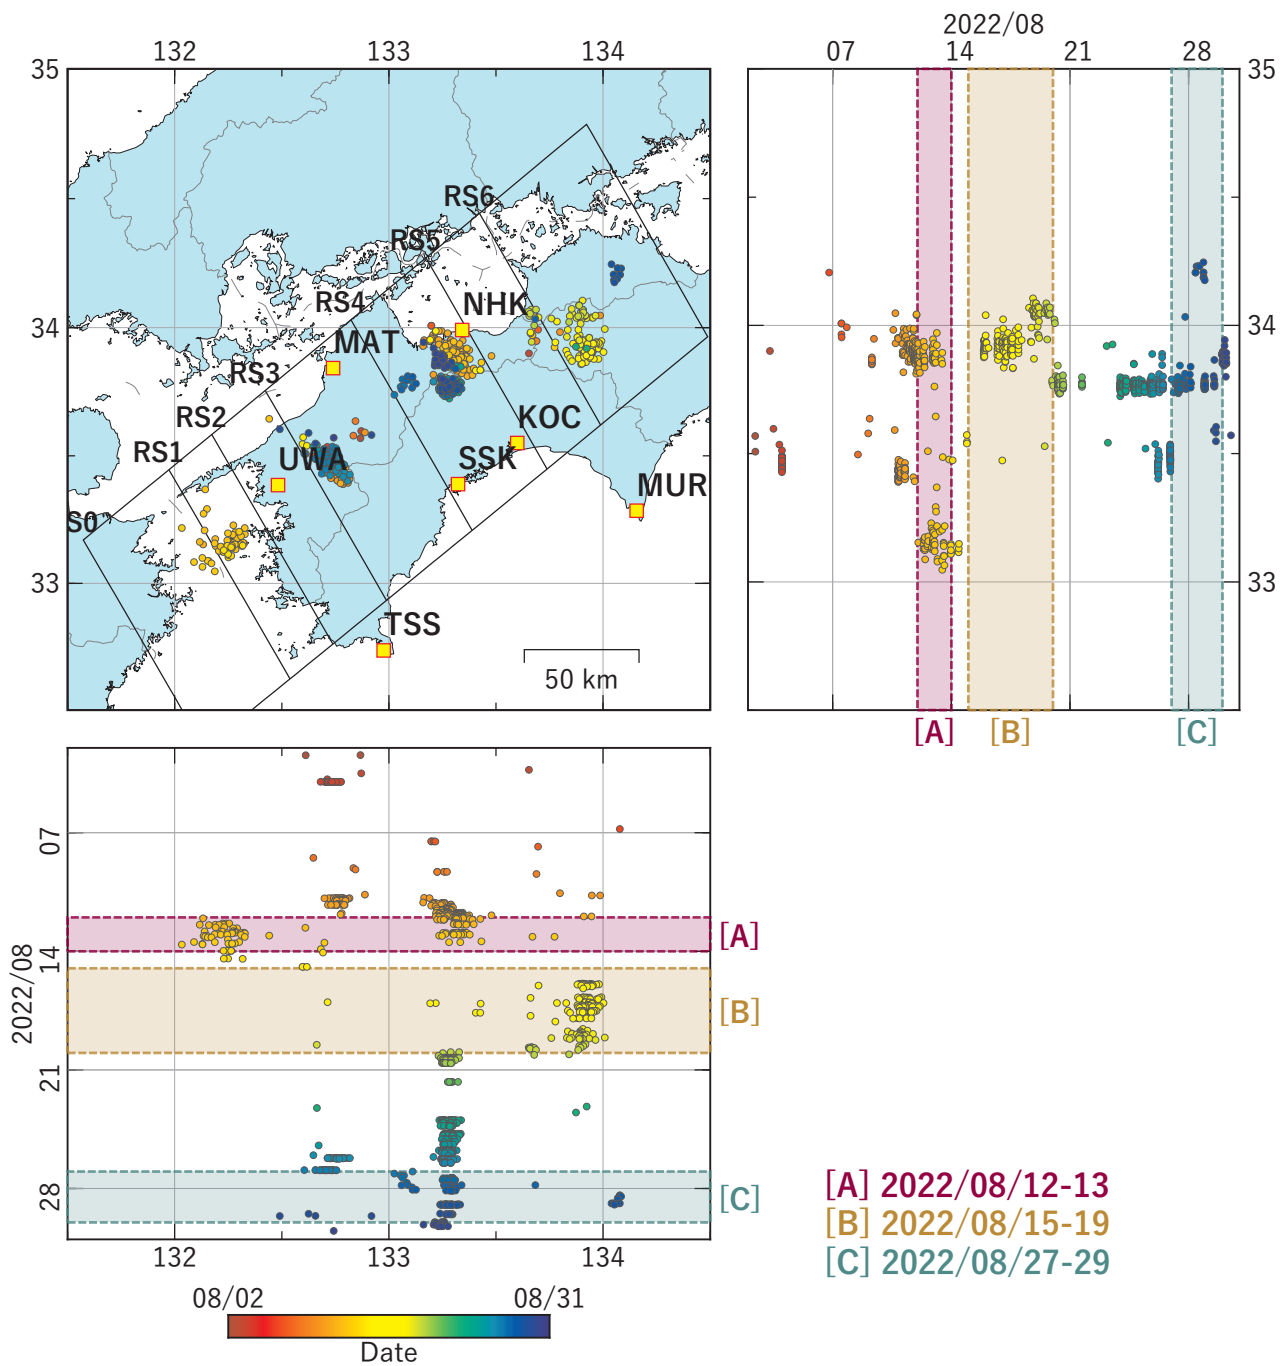 2022/08
132 133 134
07 14 21 28
35
35
RS6
RS5
RS4
NHK
34
MAT
34
RS3
RS2
KOC
RS1
UWA
SSK
MUR
S0
33
33
TSS
50 km
[A] [B] [C]
07
[A]
14
2022/08
[B]
21
28
[C]
[A] 2022/08/12-13
[B] 2022/08/15-19
[C] 2022/08/27-29
132 133 134
08/02 08/31
Date